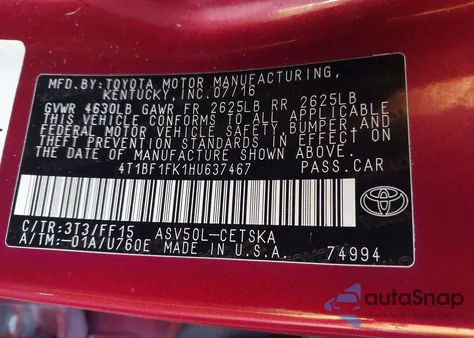 MFD.BY:TOYOTA MOTOR MANUFACTURING,
KENTUCKY, INC.07/16
GVWR 4630LB GAWR FR 2625LB RR 2625LB
THIS VEHICLE CONFORMS TO ALL APPLICABLE
FEDERAL MOTOR VEHICLE SAFETY, BUMPER,AND
THEFT PREVENTION STANDARDS IN EFFECT ON
THE DATE OF MANUFACTURE SHOWN ABOVE.
4T1BF1FK1HU637467 PASS.CAR
C/TR:3T3/FF15 ASV50L-CETSKA
A/TM:-01A/U760E MADE IN U.S.A. 74994
autoSnap